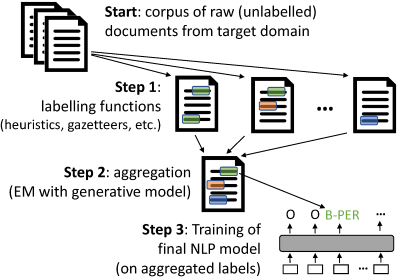 Start: corpus of raw (unlabelled)
documents from target domain
Step 1:
labelling functions
(heuristics, gazetteers, etc.)
...
Step 2: aggregation
(EM with generative model)
O O B-PER ...
Step 3: Training of
final NLP model
(on aggregated labels)
...